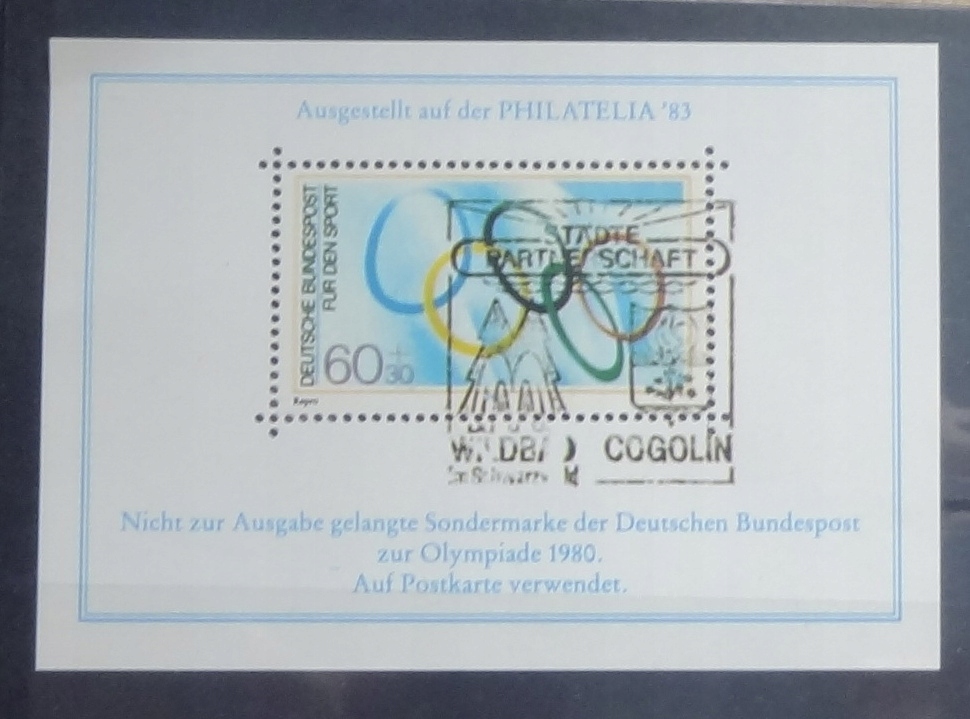 Ausgestellt auf der PHILATELIA '83
DEUTSCHE BUNDESPOST
FÜR DEN SPORT
60 + 30
STÄDTE
PARTNERSCHAFT
WILDBAD COGOLIN
Nicht zur Ausgabe gelangte Sondermarke der Deutschen Bundespost
zur Olympiade 1980.
Auf Postkarte verwendet.